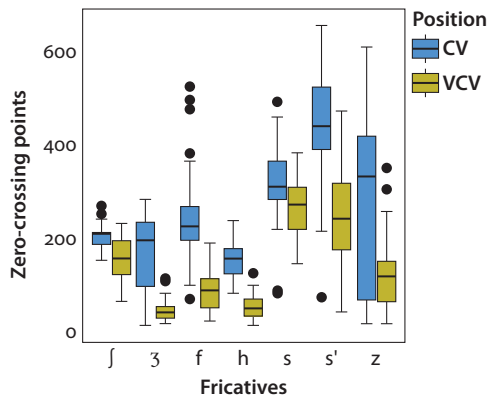 Position
CV
VCV
Zero-crossing points
600
400
200
0
ʃ ʒ f h s s' z
Fricatives